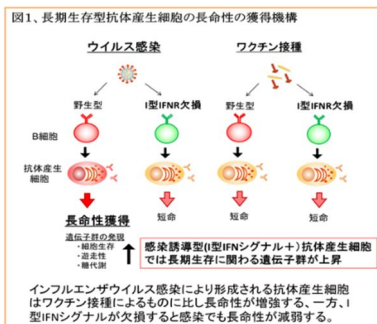 図1、長期生存型抗体産生細胞の長命性の獲得機構
ウイルス感染
ワクチン接種
野生型
I型IFNR欠損
野生型
I型IFNR欠損
B細胞
抗体産生
細胞
長命性獲得
短命
短命
短命
遺伝子群の発現
・細胞生存
・遊走性
・糖代謝
感染誘導型(I型IFNシグナル+)抗体産生細胞
では長期生存に関わる遺伝子群が上昇
インフルエンザウイルス感染により形成される抗体産生細胞
はワクチン接種によるものに比し長命性が増強する、一方、I
型IFNシグナルが欠損すると感染でも長命性が減弱する。